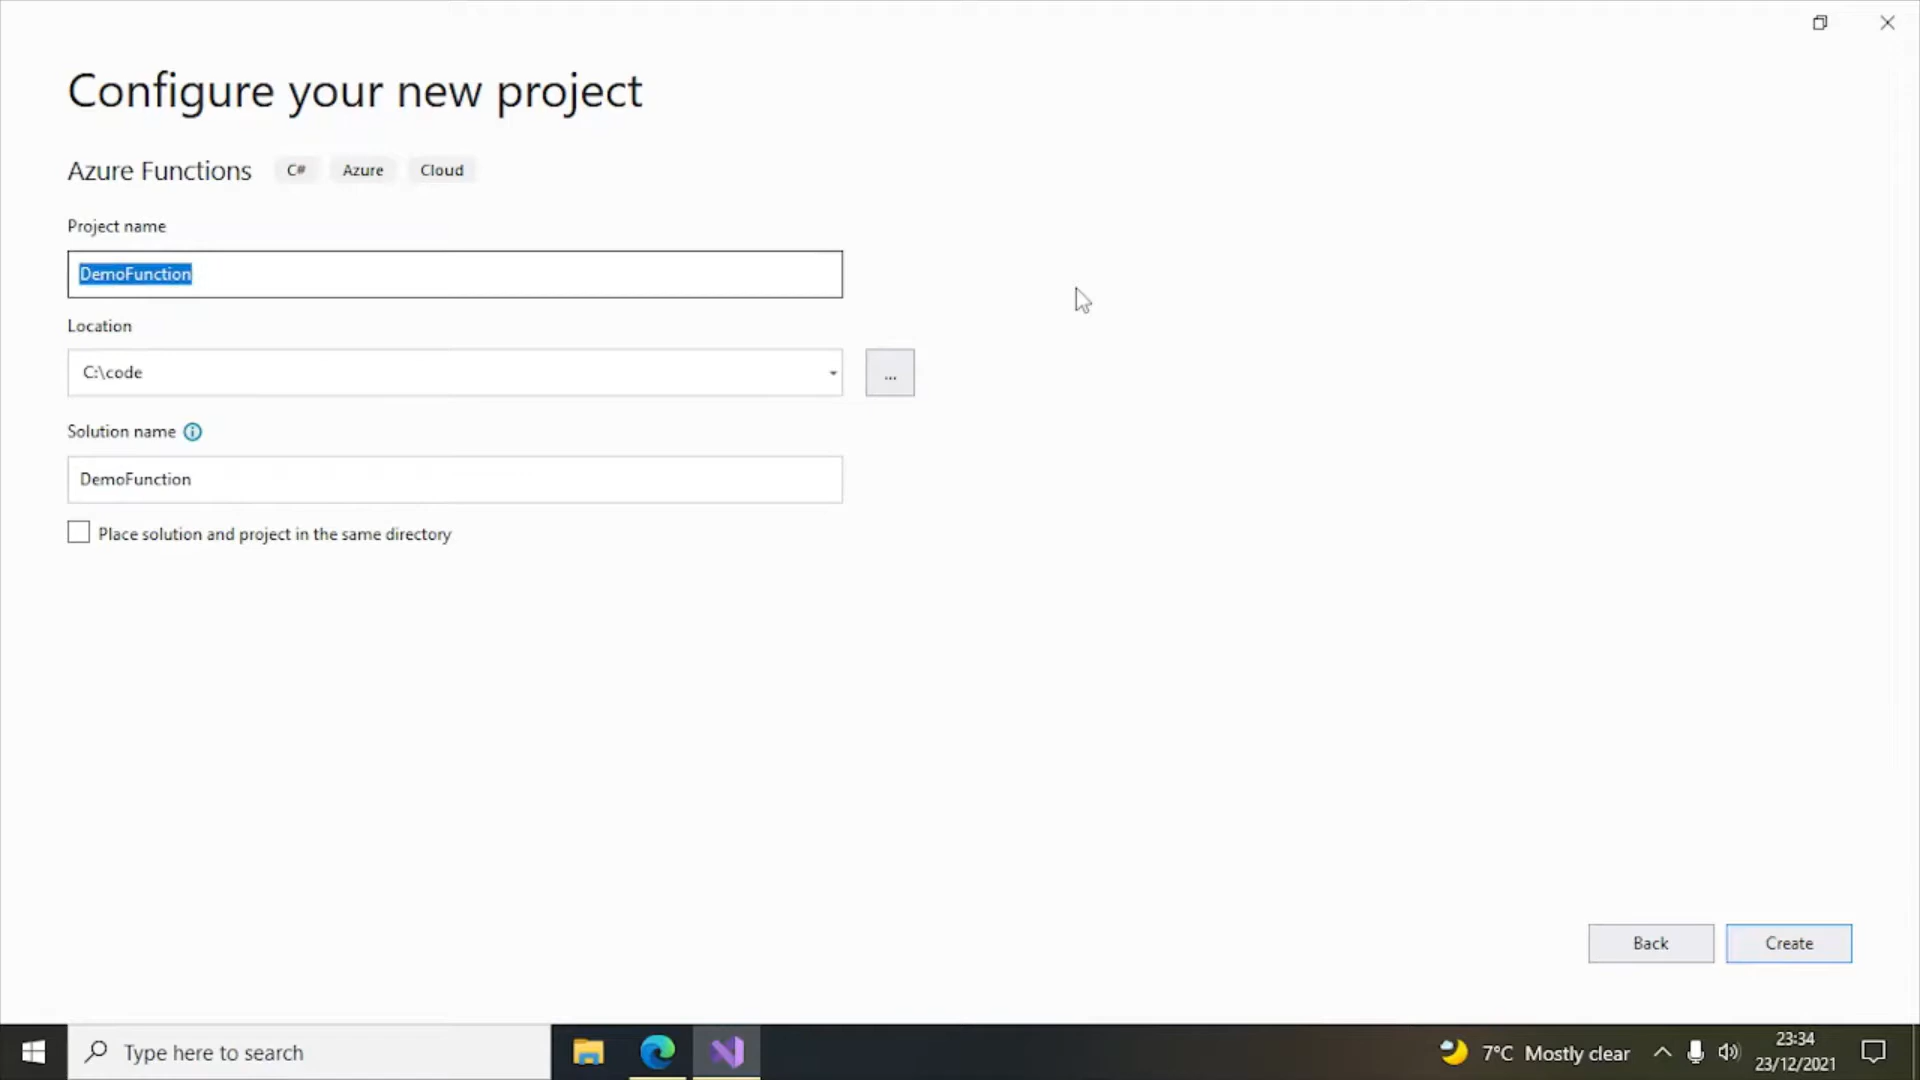 Configure your new project
Azure Functions C# Azure Cloud
Project name
DemoFunction
Location
C:\code
...
Solution name
DemoFunction
Place solution and project in the same directory
Back Create
Type here to search
7°C Mostly clear
23:34
23/12/2021